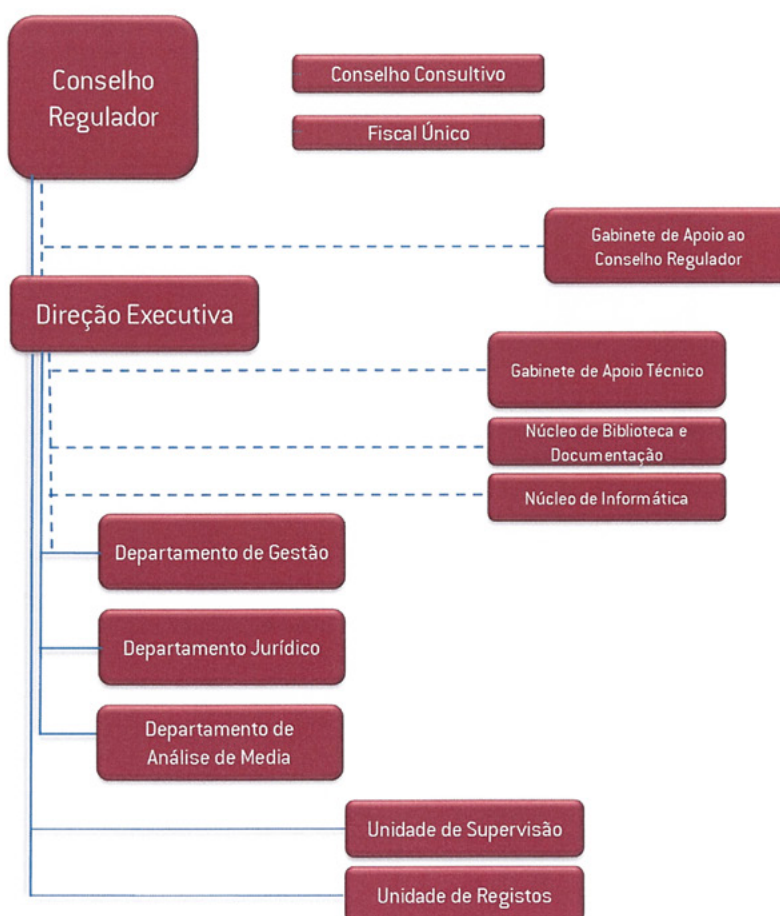 Conselho
Regulador
Conselho Consultivo
Fiscal Único
Gabinete de Apoio ao
Conselho Regulador
Direção Executiva
Gabinete de Apoio Técnico
Núcleo de Biblioteca e
Documentação
Núcleo de Informática
Departamento de Gestão
Departamento Jurídico
Departamento de
Análise de Media
Unidade de Supervisão
Unidade de Registos